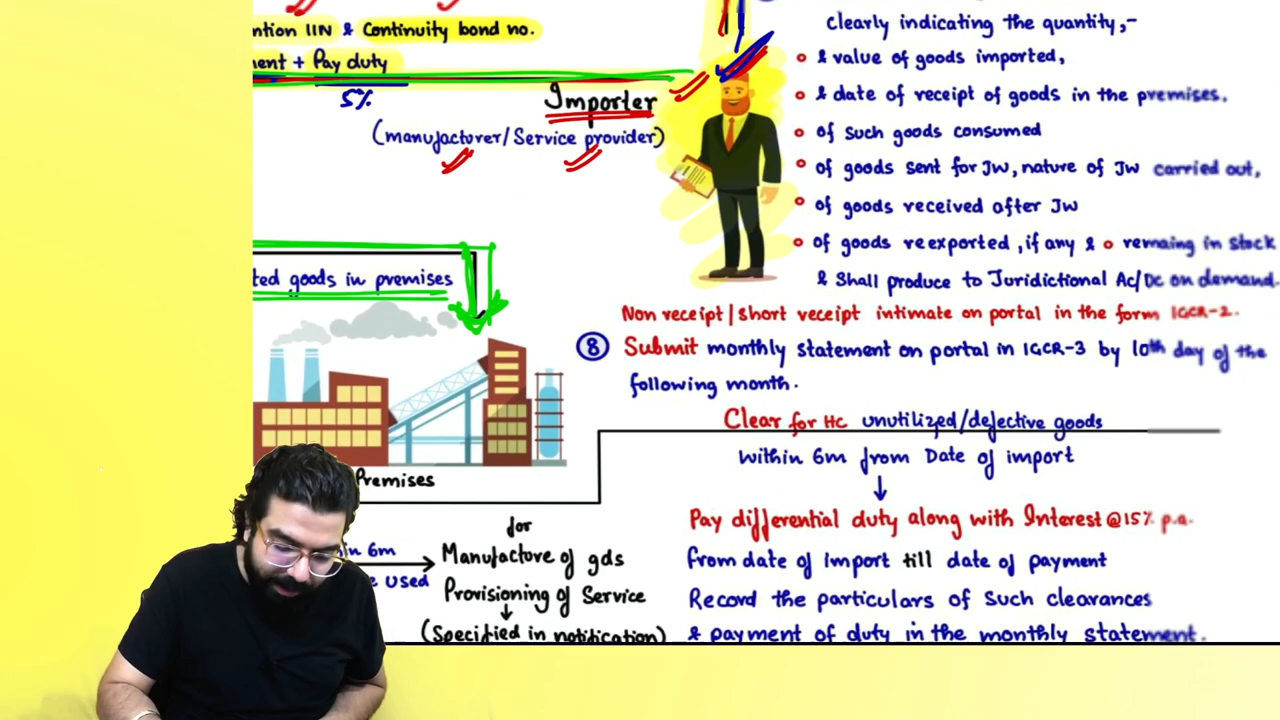 ntion IIN & Continuity bond no.
ment + Pay duty
5%
Importer
(manufacturer/Service provider)
ted goods in premises
Premises
in 6m
used
for
Manufacture of gds
Provisioning of Service
(Specified in notification)
clearly indicating the quantity,-
& value of goods imported,
& date of receipt of goods in the premises.
of such goods consumed
of goods sent for JW, nature of JW carried out,
of goods received after JW
of goods reexported, if any & remaing in stock
& Shall produce to Juridictional Ac/Dc on demand.
Non receipt/short receipt intimate on portal in the form IGCR-2.
8 Submit monthly statement on portal in IGCR-3 by 10th day of the
following month.
Clear for HC unutilized/defective goods
within 6m from Date of import
Pay differential duty along with Interest @15% p.a.
from date of import till date of payment
Record the particulars of such clearances
& payment of duty in the monthly statement.